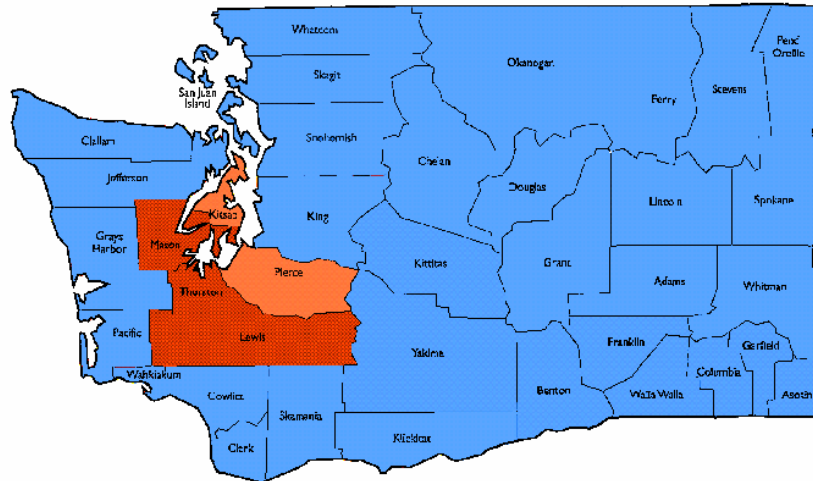 Whatcom
Skagit
San Juan
Island
Snohomish
Okanogan
Ferry
Stevens
Pend
Oreille
Clallam
Jefferson
Chelan
Douglas
Lincoln
Spokane
Kitsap
King
Grays
Harbor
Mason
Kittitas
Grant
Pierce
Adams
Whitman
Thurston
Pacific
Lewis
Yakima
Franklin
Garfield
Columbia
Wahkiakum
Cowlitz
Skamania
Benton
Walla Walla
Asotin
Klickitat
Clerk